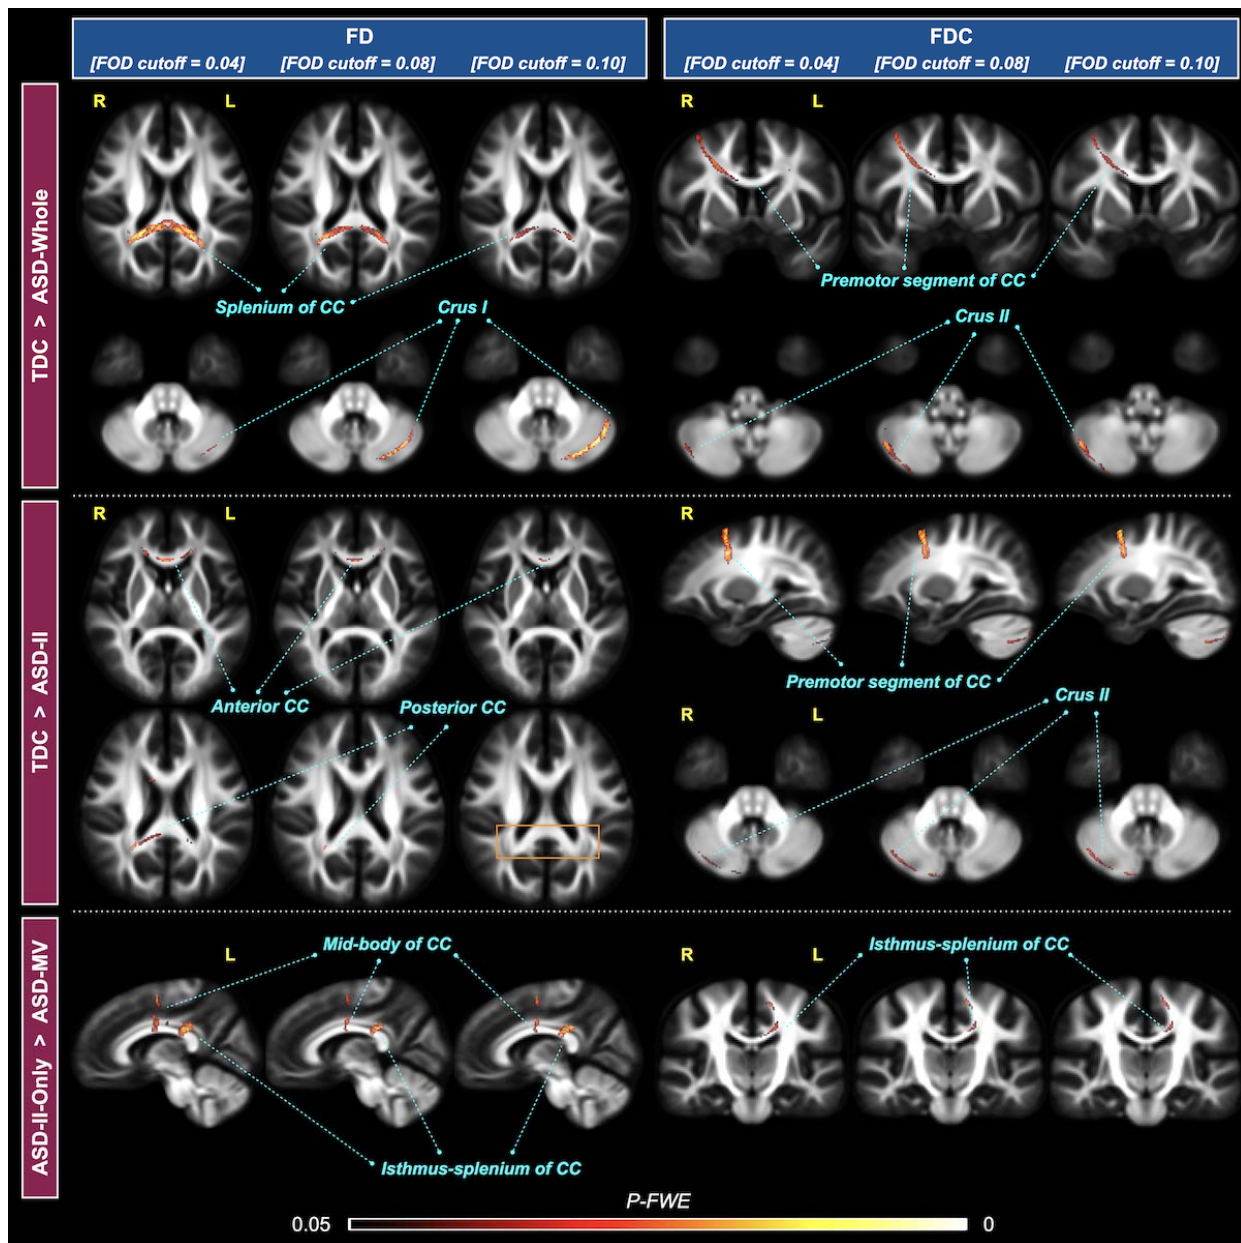 FD
[FOD cutoff = 0.04] [FOD cutoff = 0.08] [FOD cutoff = 0.10]
FDC
[FOD cutoff = 0.04] [FOD cutoff = 0.08] [FOD cutoff = 0.10]
TDC > ASD-Whole
R L
Splenium of CC
Crus I
R L
Premotor segment of CC
Crus II
TDC > ASD-II
R L
Anterior CC
Posterior CC
R
Premotor segment of CC
Crus II
R L
ASD-II-Only > ASD-MV
L
Mid-body of CC
Isthmus-splenium of CC
Isthmus-splenium of CC
R L
P-FWE
0.05 0